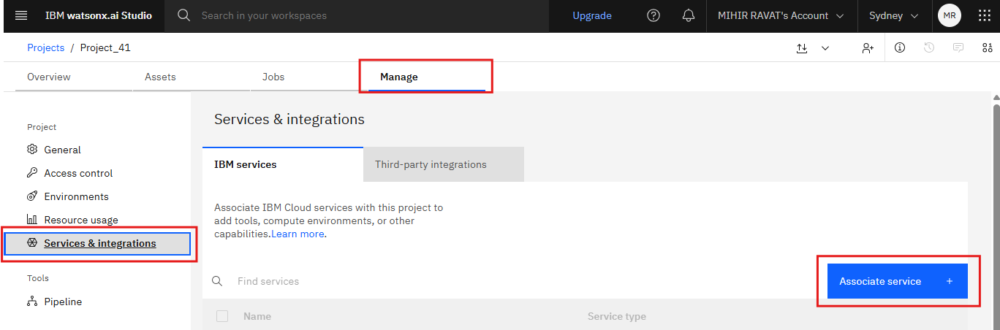 IBM watsonx.ai Studio Search in your workspaces Upgrade MIHIR RAVAT's Account Sydney MR
Projects / Project_41
Overview Assets Jobs Manage
Project
General
Access control
Environments
Resource usage
Services & integrations
Tools
Pipeline
Services & integrations
IBM services Third-party integrations
Associate IBM Cloud services with this project to
add tools, compute environments, or other
capabilities.Learn more.
Find services Associate service +
Name Service type